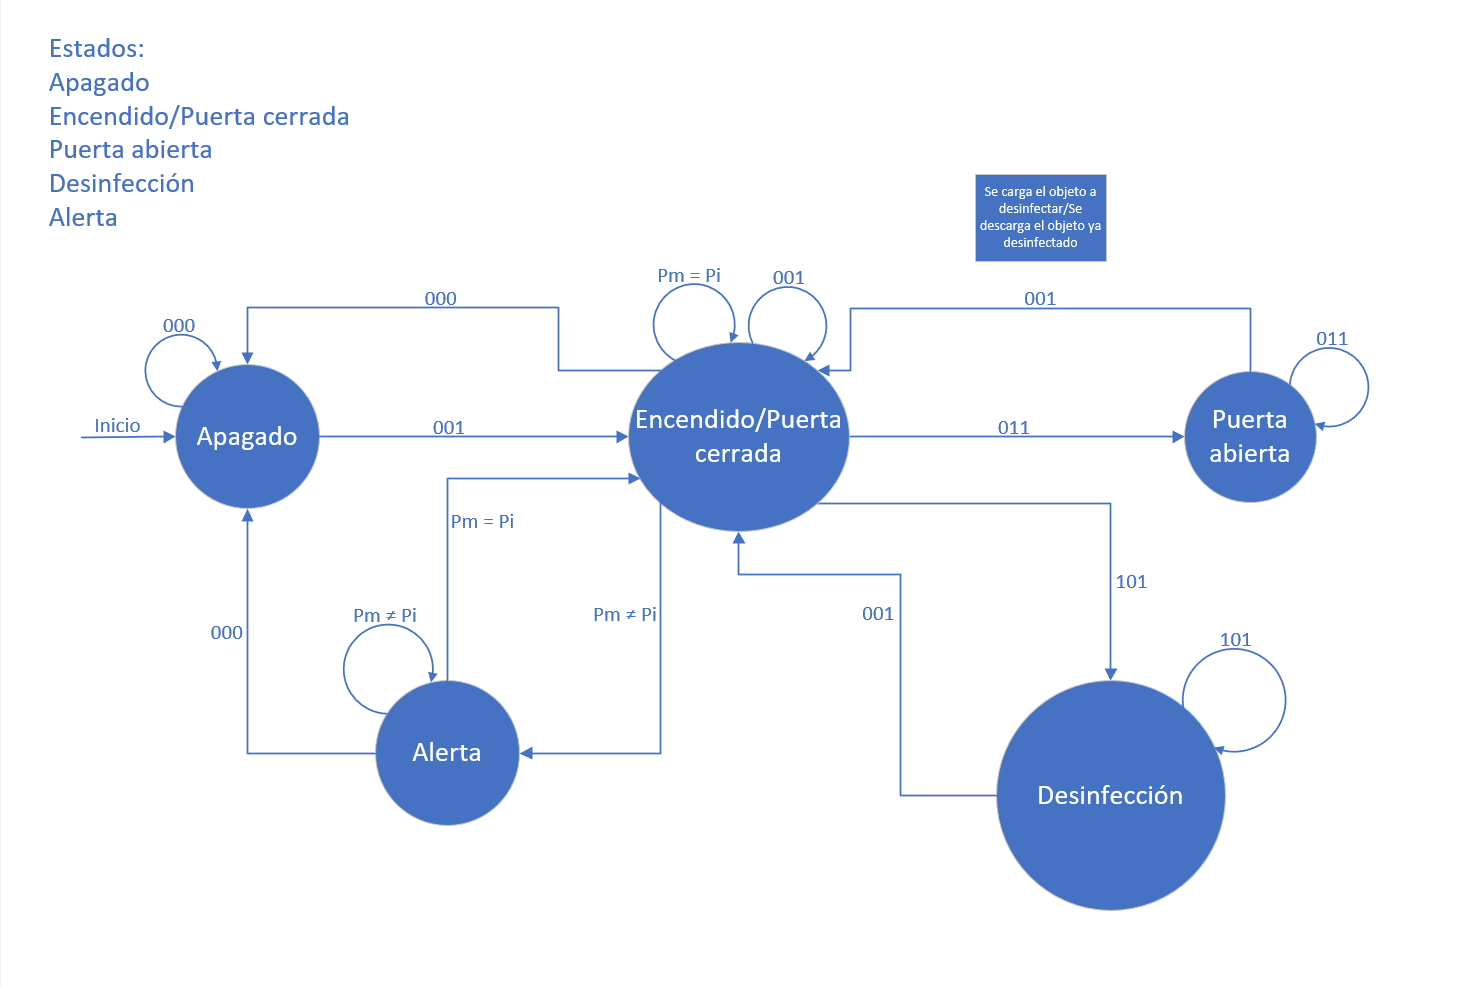 Estados:
Apagado
Encendido/Puerta cerrada
Puerta abierta
Desinfección
Alerta
Se carga el objeto a
desinfectar/Se
descarga el objeto ya
desinfectado
Pm = Pi
001
000
001
000
011
Inicio
Apagado
001
Encendido/Puerta
cerrada
011
Puerta
abierta
Pm = Pi
101
Pm ≠ Pi
Pm ≠ Pi
001
000
101
Alerta
Desinfección